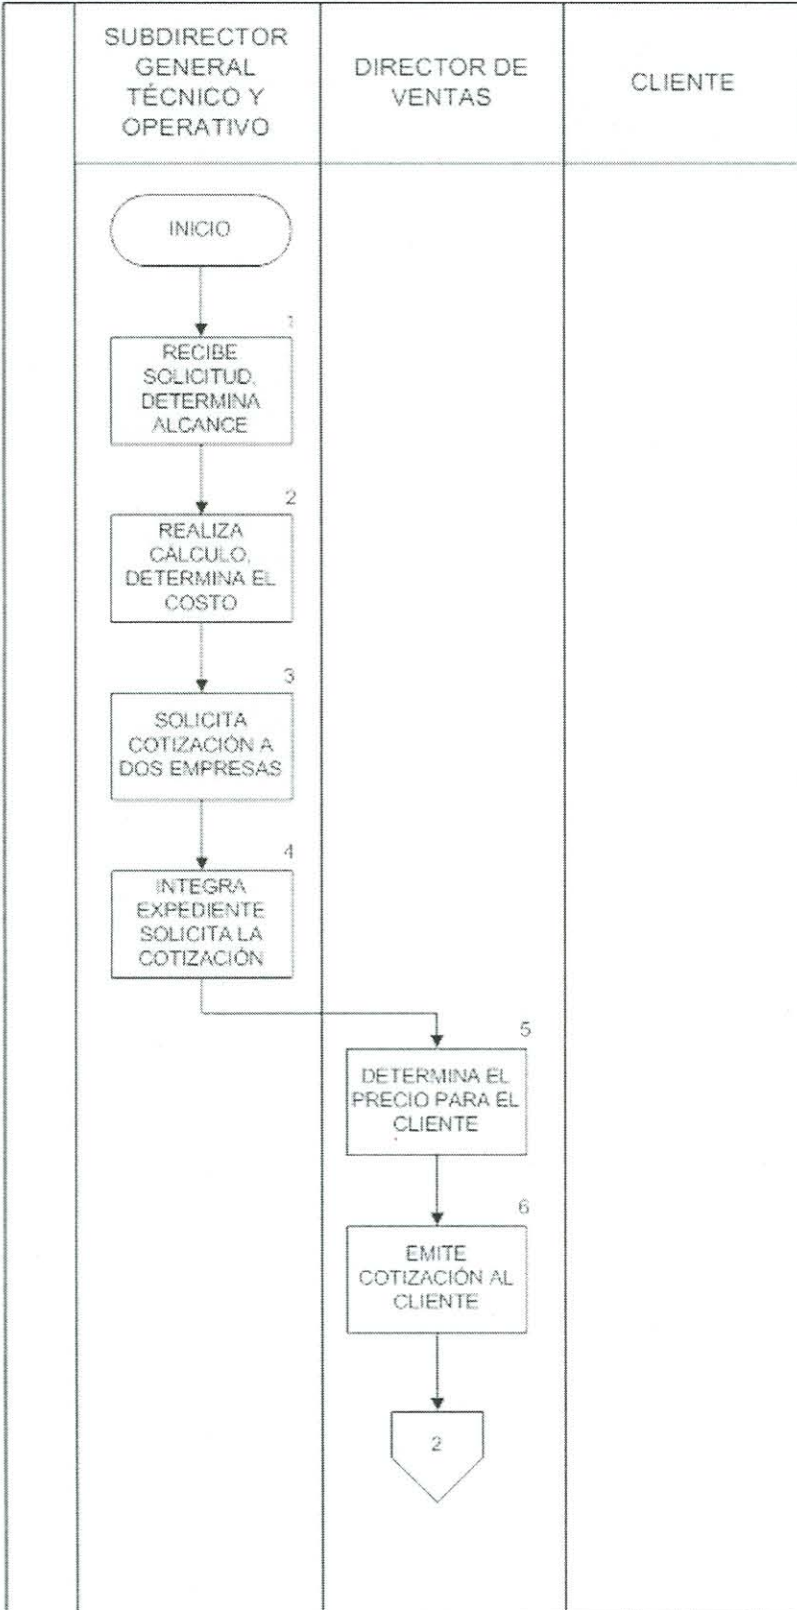 SUBDIRECTOR
GENERAL
TÉCNICO Y
OPERATIVO
DIRECTOR DE
VENTAS
CLIENTE
INICIO
1
RECIBE
SOLICITUD,
DETERMINA
ALCANCE
2
REALIZA
CÁLCULO,
DETERMINA EL
COSTO
3
SOLICITA
COTIZACIÓN A
DOS EMPRESAS
4
INTEGRA
EXPEDIENTE
SOLICITA LA
COTIZACIÓN
5
DETERMINA EL
PRECIO PARA EL
CLIENTE
6
EMITE
COTIZACIÓN AL
CLIENTE
2